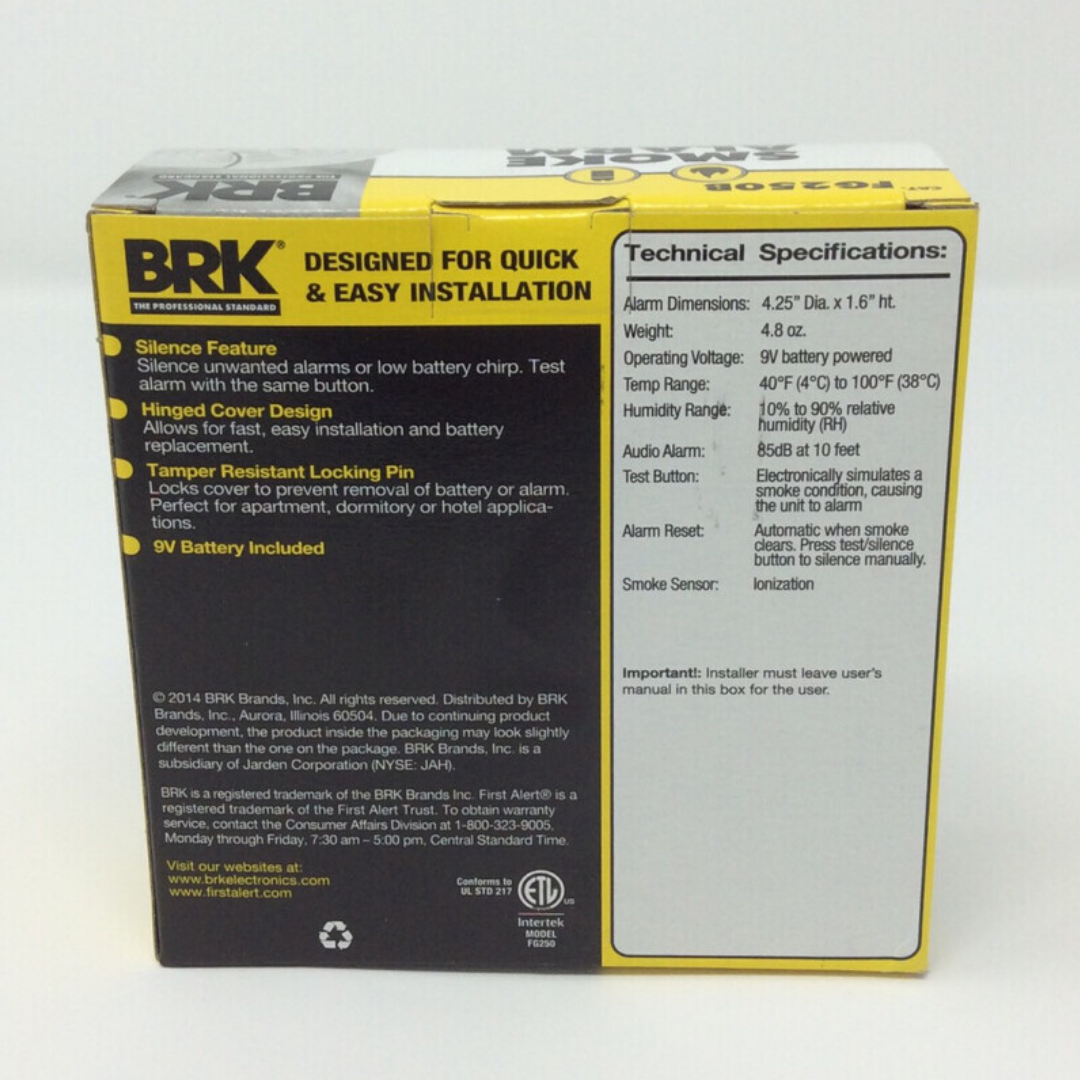 SMOKE
ALARM
BRK
THE PROFESSIONAL STANDARD
CAT. FG250B
BRK®
THE PROFESSIONAL STANDARD
DESIGNED FOR QUICK
& EASY INSTALLATION
Silence Feature
Silence unwanted alarms or low battery chirp. Test
alarm with the same button.
Hinged Cover Design
Allows for fast, easy installation and battery
replacement.
Tamper Resistant Locking Pin
Locks cover to prevent removal of battery or alarm.
Perfect for apartment, dormitory or hotel applica-
tions.
9V Battery Included
© 2014 BRK Brands, Inc. All rights reserved. Distributed by BRK
Brands, Inc., Aurora, Illinois 60504. Due to continuing product
development, the product inside the packaging may look slightly
different than the one on the package. BRK Brands, Inc. is a
subsidiary of Jarden Corporation (NYSE: JAH).
BRK is a registered trademark of the BRK Brands Inc. First Alert® is a
registered trademark of the First Alert Trust. To obtain warranty
service, contact the Consumer Affairs Division at 1-800-323-9005.
Monday through Friday, 7:30 am – 5:00 pm, Central Standard Time.
Visit our websites at:
www.brkelectronics.com
www.firstalert.com
Conforms to
UL STD 217
ETL
US
Intertek
MODEL
FG250
Technical Specifications:
Alarm Dimensions: 4.25" Dia. x 1.6" ht.
Weight: 4.8 oz.
Operating Voltage: 9V battery powered
Temp Range: 40°F (4°C) to 100°F (38°C)
Humidity Range: 10% to 90% relative
humidity (RH)
Audio Alarm: 85dB at 10 feet
Test Button: Electronically simulates a
smoke condition, causing
the unit to alarm
Alarm Reset: Automatic when smoke
clears. Press test/silence
button to silence manually.
Smoke Sensor: Ionization
Important!: Installer must leave user's
manual in this box for the user.